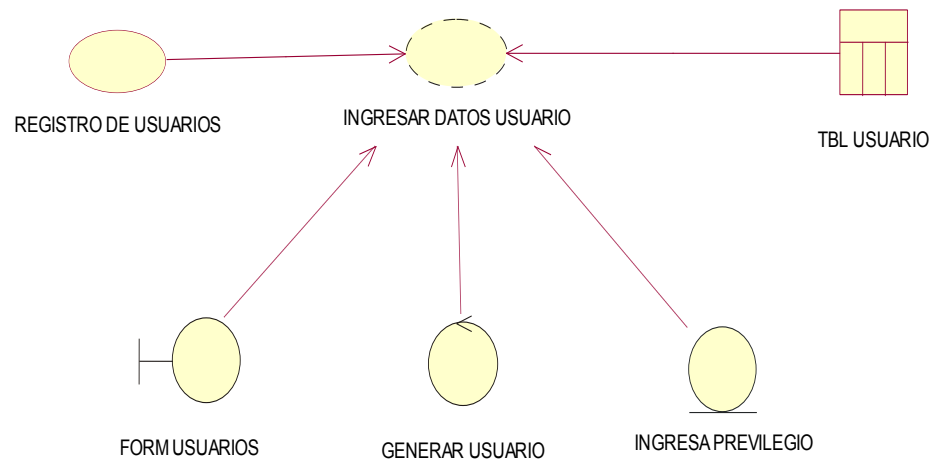 REGISTRO DE USUARIOS
INGRESAR DATOS USUARIO
TBL USUARIO
FORM USUARIOS
GENERAR USUARIO
INGRESA PREVILEGIO